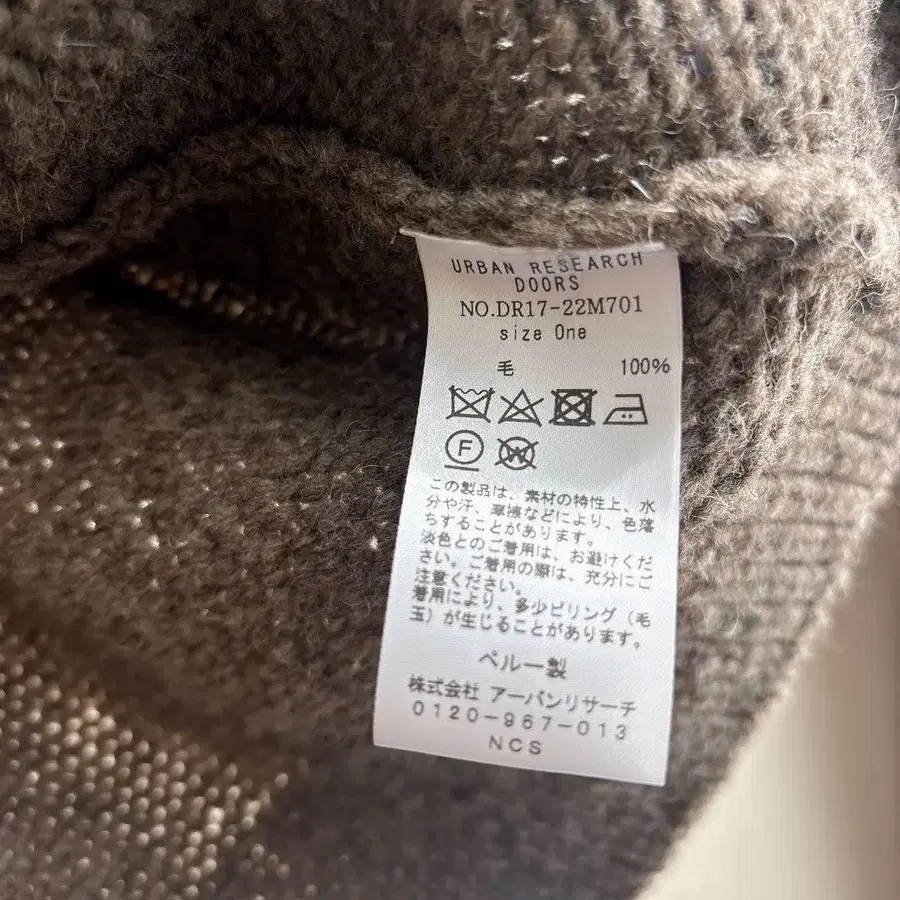 URBAN RESEARCH
DOORS
NO.DR17-22M701
size One
毛 100%
F W
この製品は、素材の特性上、水
分や汗、摩擦などにより、色落
ちすることがあります。
淡色とのご着用は、お避けくだ
さい。ご着用の際は、充分にご
注意ください。
着用により、多少ピリング（毛
玉）が生じることがあります。
ペルー製
株式会社 アーバンリサーチ
0120-967-013
NCS